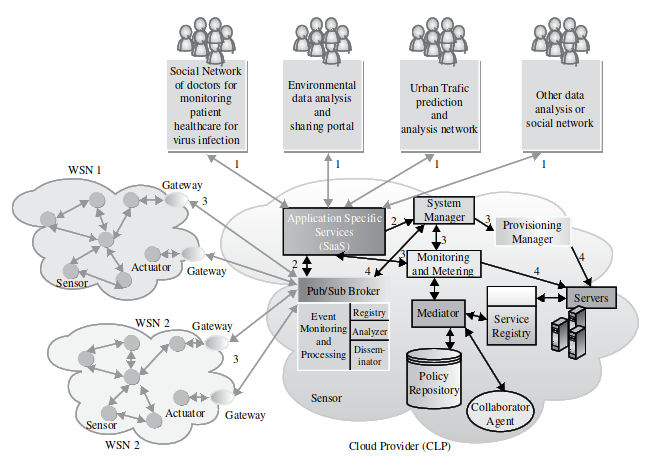 Social Network
of doctors for
monitoring
patient
healthcare for
virus infection
Environmental
data analysis
and
sharing portal
Urban Trafic
prediction
and
analysis network
Other data
analysis or
social network
1
1
1
1
WSN 1
Gateway
3
Actuator
Gateway
Sensor
Application Specific
Services
(SaaS)
2
System
Manager
3
Provisioning
Manager
3
3
2
4
Monitoring
and Metering
4
4
Pub/Sub Broker
Servers
Event
Monitoring
and
Processing
Registry
Analyzer
Dissem-
inator
Mediator
Service
Registry
Policy
Repository
Collaborator
Agent
Sensor
WSN 2
Gateway
3
Actuator
Gateway
Sensor
WSN 2
Cloud Provider (CLP)